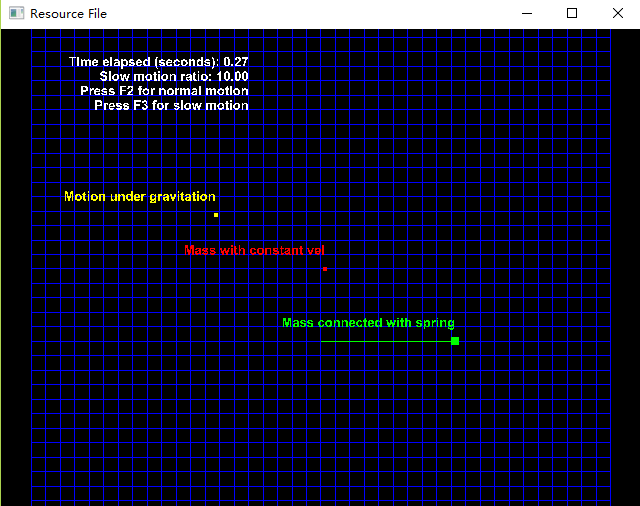 Resource File
Time elapsed (seconds): 0.27
Slow motion ratio: 10.00
Press F2 for normal motion
Press F3 for slow motion
Motion under gravitation
Mass with constant vel
Mass connected with spring